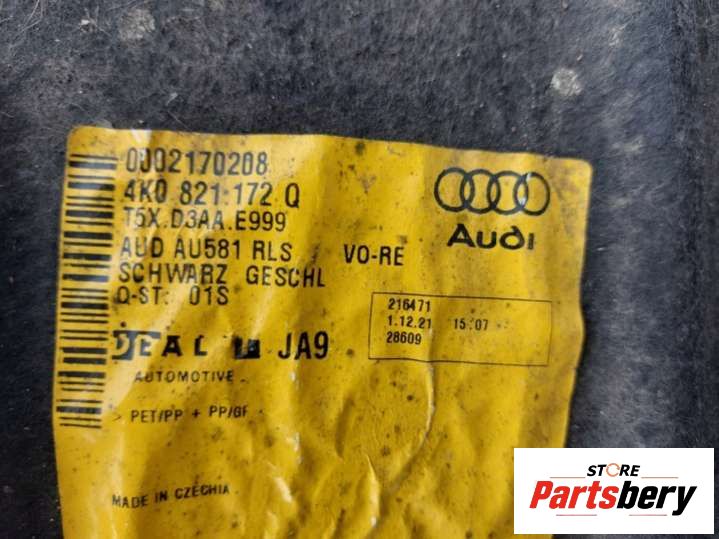 0002170208
4K0 821.172 Q
T5X.D3AA.E999
AUD AU581 RLS VO-RE
SCHWARZ GESCHL
Q-ST: 01S
Audi
216471
1.12.21 15:07
28609
IDEAL JA9
AUTOMOTIVE
> PET/PP + PP/GF
MADE IN CZECHIA
STORE
Partsbery